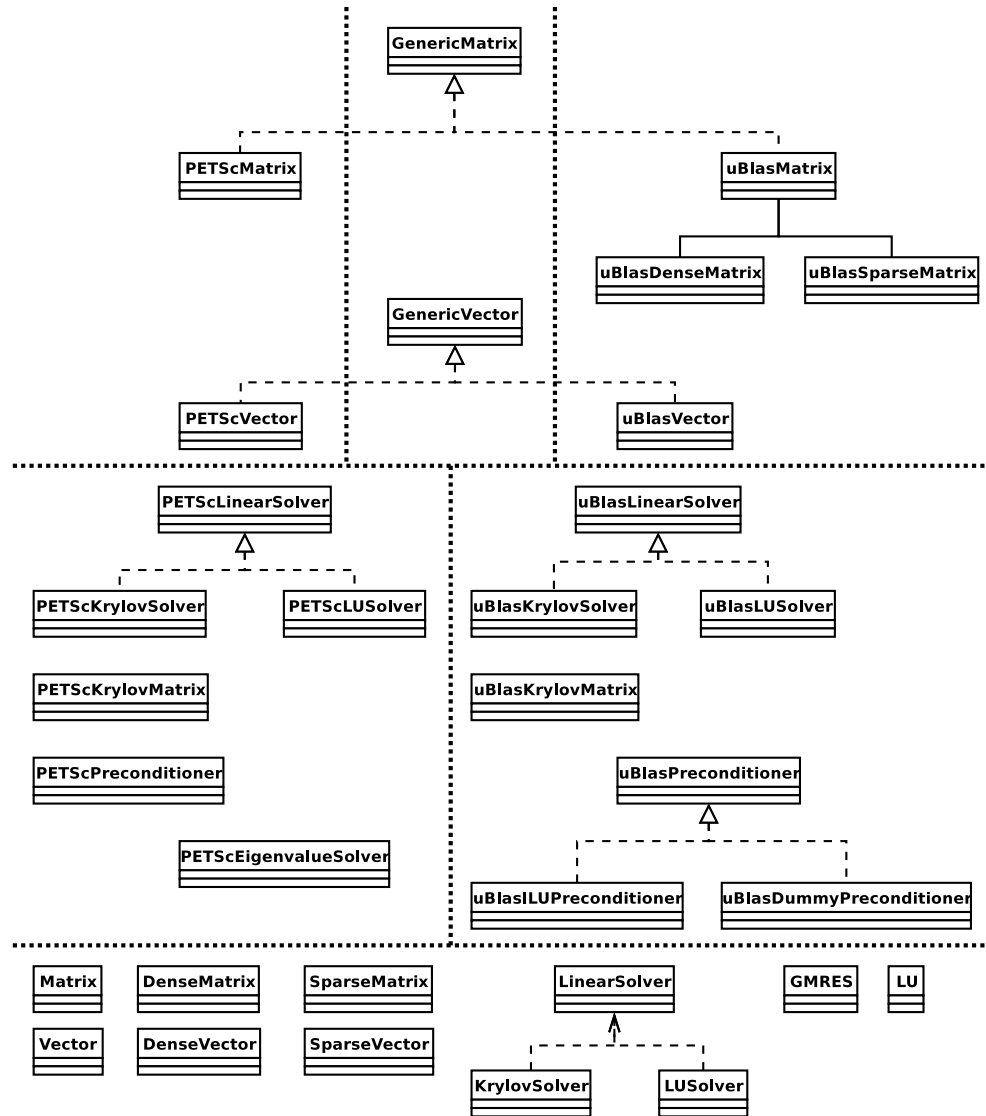 GenericMatrix
PETScMatrix
uBlasMatrix
uBlasDenseMatrix
uBlasSparseMatrix
GenericVector
PETScVector
uBlasVector
PETScLinearSolver
uBlasLinearSolver
PETScKrylovSolver
PETScLUSolver
uBlasKrylovSolver
uBlasLUSolver
PETScKrylovMatrix
uBlasKrylovMatrix
PETScPreconditioner
uBlasPreconditioner
PETScEigenvalueSolver
uBlasILUPreconditioner
uBlasDummyPreconditioner
Matrix
DenseMatrix
SparseMatrix
LinearSolver
GMRES
LU
Vector
DenseVector
SparseVector
KrylovSolver
LUSolver